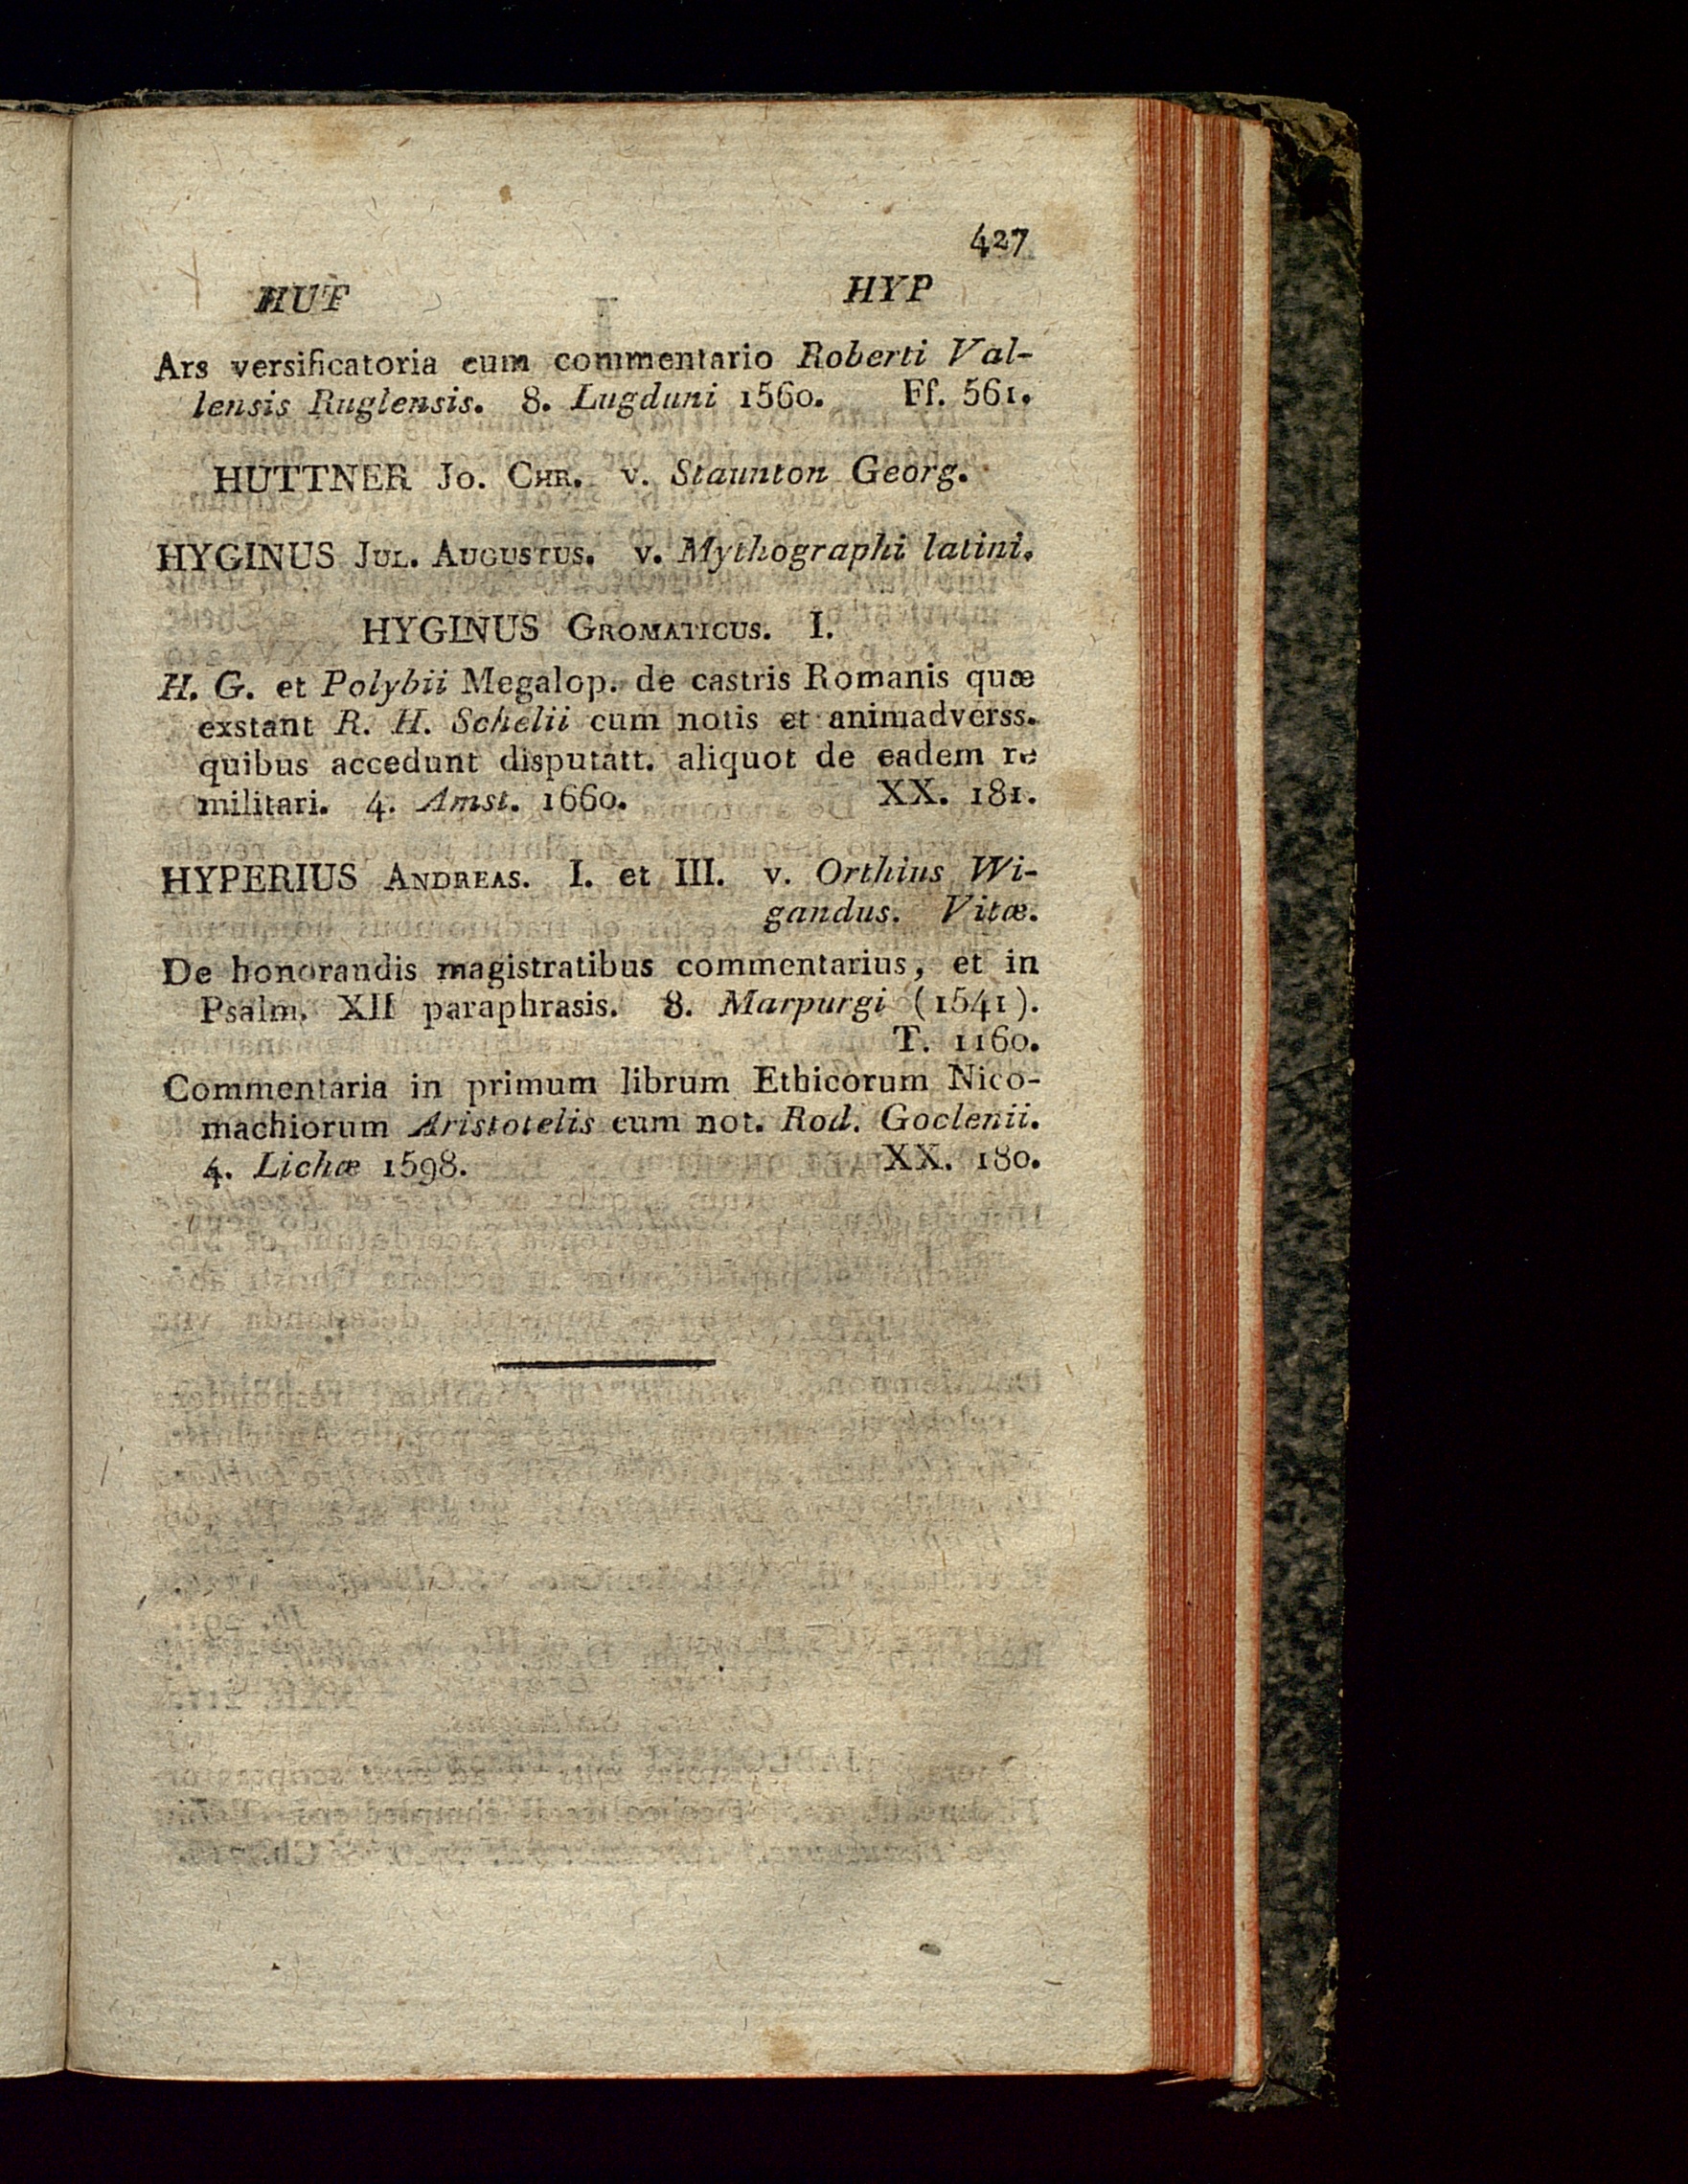 427
HUT HYP
Ars versificatoria cum commentario Roberti Val-
lensis Ruglensis. 8. Lugduni 1560. Ff. 561.
HUTTNER Jo. Chr. v. Staunton Georg.
HYGINUS Jul. Augustus. v. Mythographi latini.
HYGINUS Gromaticus. I.
H. G. et Polybii Megalop. de castris Romanis quæ
exstant R. H. Schelii cum notis et animadverss.
quibus accedunt disputatt. aliquot de eadem re
militari. 4. Amst. 1660. XX. 181.
HYPERIUS Andreas. I. et III. v. Orthius Wi-
gandus. Vitæ.
De honorandis magistratibus commentarius, et in
Psalm. XII paraphrasis. 8. Marpurgi (1541).
T. 1160.
Commentaria in primum librum Ethicorum Nico-
machiorum Aristotelis cum not. Rod. Goclenii.
4. Lichæ 1598. XX. 180.